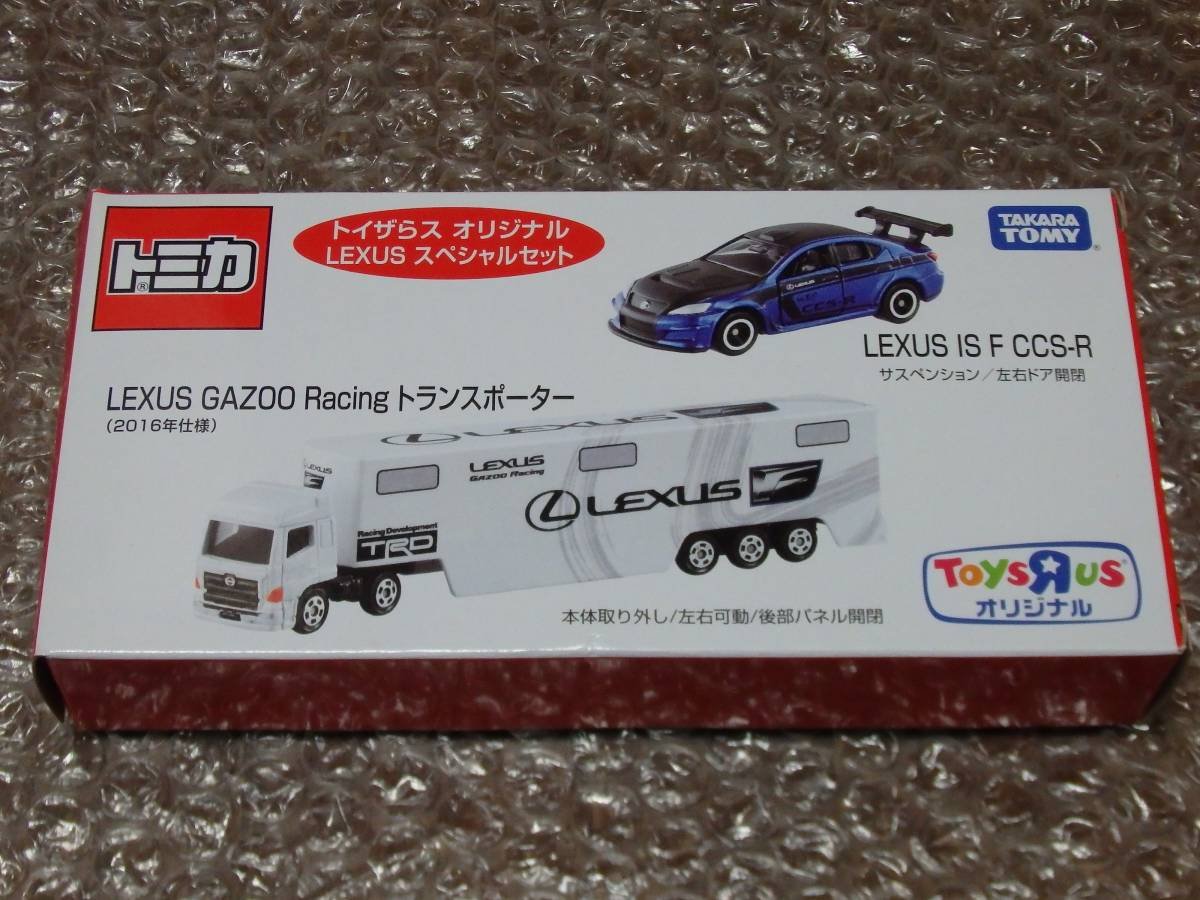 トミカ®
トイザらス オリジナル
LEXUS スペシャルセット
TAKARA
TOMY®
LEXUS
CCS-R
LEXUS IS F CCS-R
サスペンション/左右ドア開閉
LEXUS GAZOO Racing トランスポーター
(2016年仕様)
LEXUS
GAZOO Racing
LEXUS F
Racing Development
TRD
本体取り外し/左右可動/後部パネル開閉
ToysЯus
オリジナル